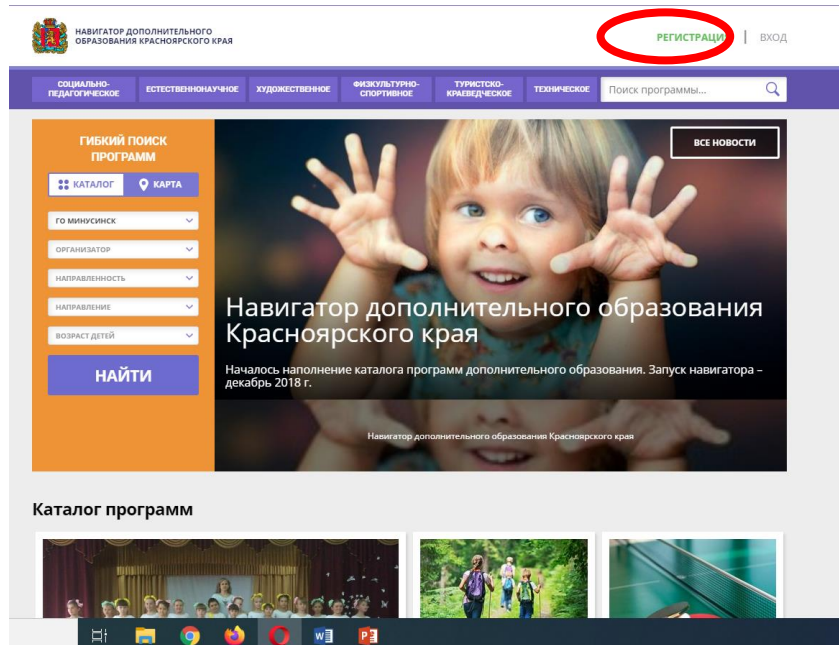 НАВИГАТОР ДОПОЛНИТЕЛЬНОГО
ОБРАЗОВАНИЯ КРАСНОЯРСКОГО КРАЯ
РЕГИСТРАЦИЯ | ВХОД
СОЦИАЛЬНО-
ПЕДАГОГИЧЕСКОЕ
ЕСТЕСТВЕННОНАУЧНОЕ
ХУДОЖЕСТВЕННОЕ
ФИЗКУЛЬТУРНО-
СПОРТИВНОЕ
ТУРИСТСКО-
КРАЕВЕДЧЕСКОЕ
ТЕХНИЧЕСКОЕ
Поиск программы...
ГИБКИЙ ПОИСК
ПРОГРАММ
КАТАЛОГ
КАРТА
ГО МИНУСИНСК
ОРГАНИЗАТОР
НАПРАВЛЕННОСТЬ
НАПРАВЛЕНИЕ
ВОЗРАСТ ДЕТЕЙ
НАЙТИ
ВСЕ НОВОСТИ
Навигатор дополнительного образования
Красноярского края
Началось наполнение каталога программ дополнительного образования. Запуск навигатора –
декабрь 2018 г.
Навигатор дополнительного образования Красноярского края
Каталог программ